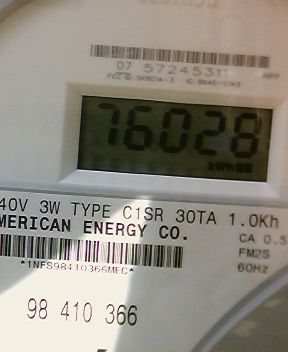 07 57245311
76028
kWh
40V 3W TYPE C1SR 30TA 1.0Kh
MERICAN ENERGY CO.
CA 0.5
FM2S
60Hz
*1NFS98410366MEC*
98 410 366